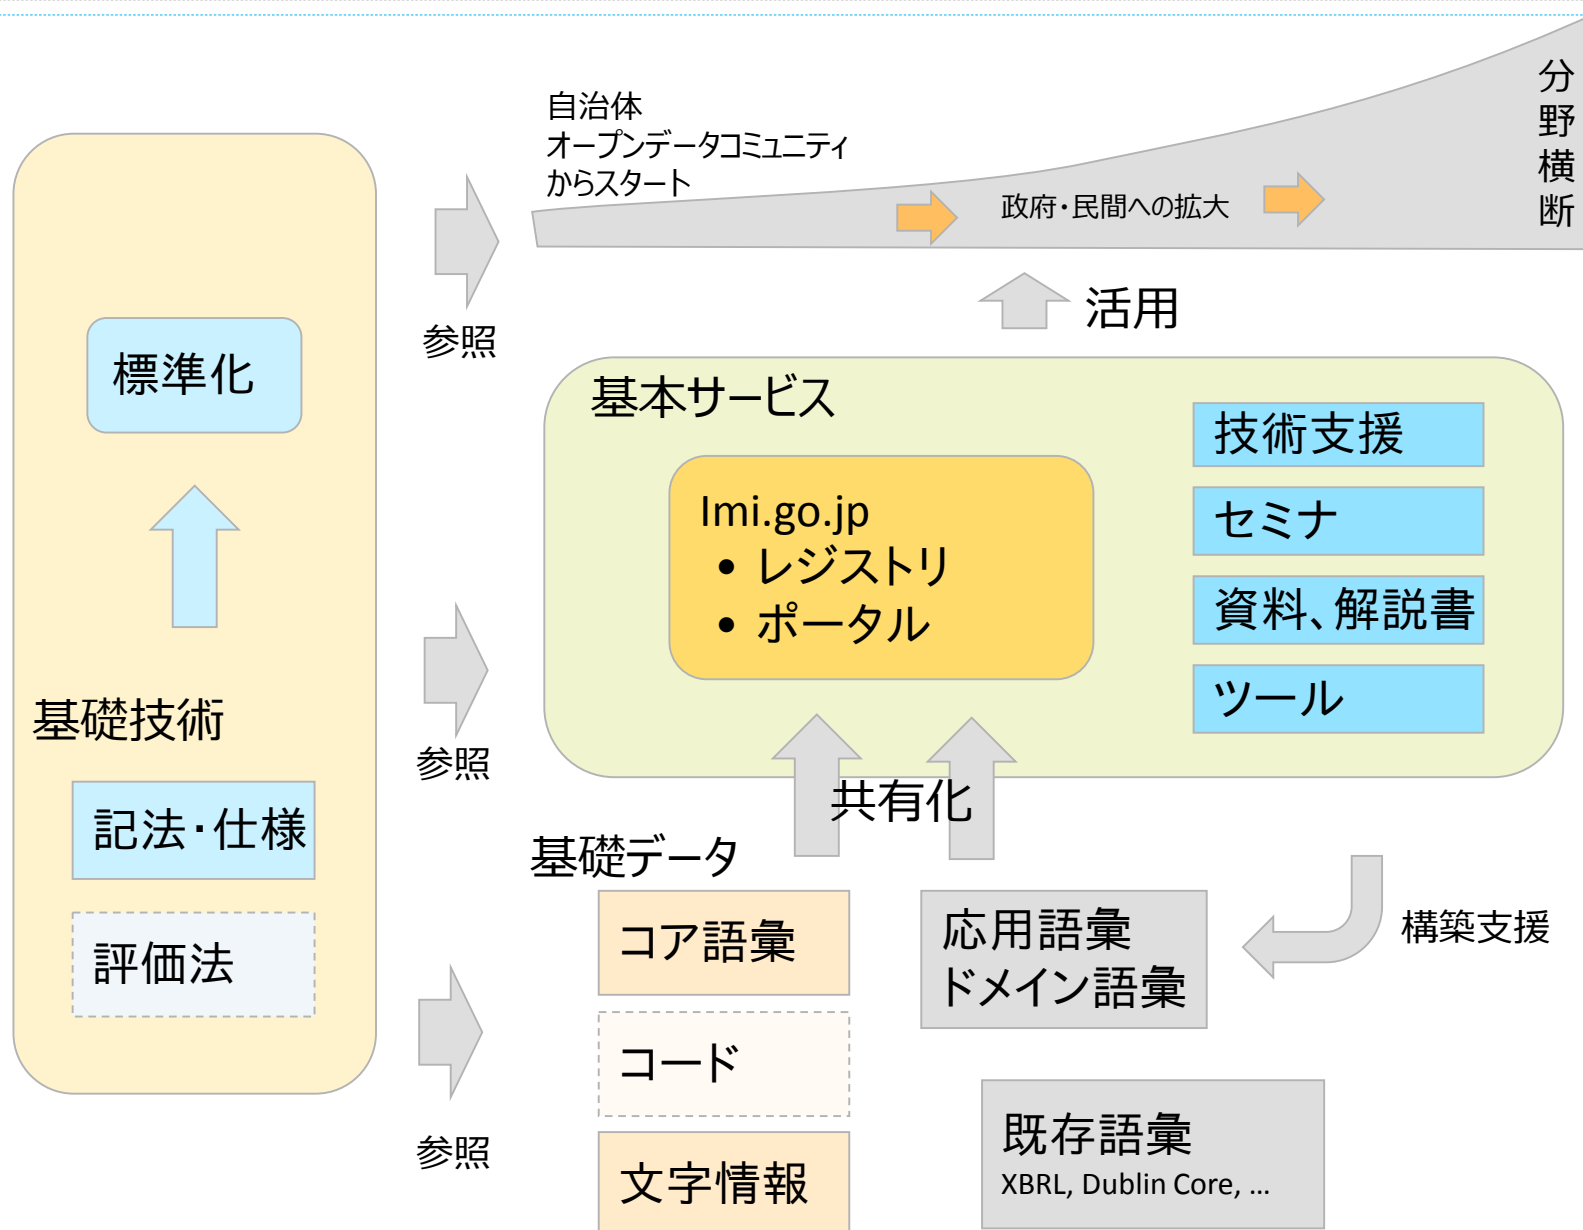 自治体
オープンデータコミュニティ
からスタート
政府・民間への拡大
分野横断
参照
活用
標準化
基礎技術
記法・仕様
評価法
参照
基本サービス
Imi.go.jp
• レジストリ
• ポータル
技術支援
セミナ
資料、解説書
ツール
共有化
基礎データ
コア語彙
コード
文字情報
参照
応用語彙
ドメイン語彙
構築支援
既存語彙
XBRL, Dublin Core, ...